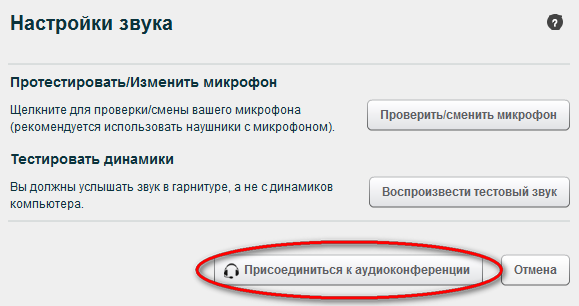 Настройки звука
?
Протестировать/Изменить микрофон
Щелкните для проверки/смены вашего микрофона
(рекомендуется использовать наушники с микрофоном).
Проверить/сменить микрофон
Тестировать динамики
Вы должны услышать звук в гарнитуре, а не с динамиков
компьютера.
Воспроизвести тестовый звук
Присоединиться к аудиоконференции
Отмена